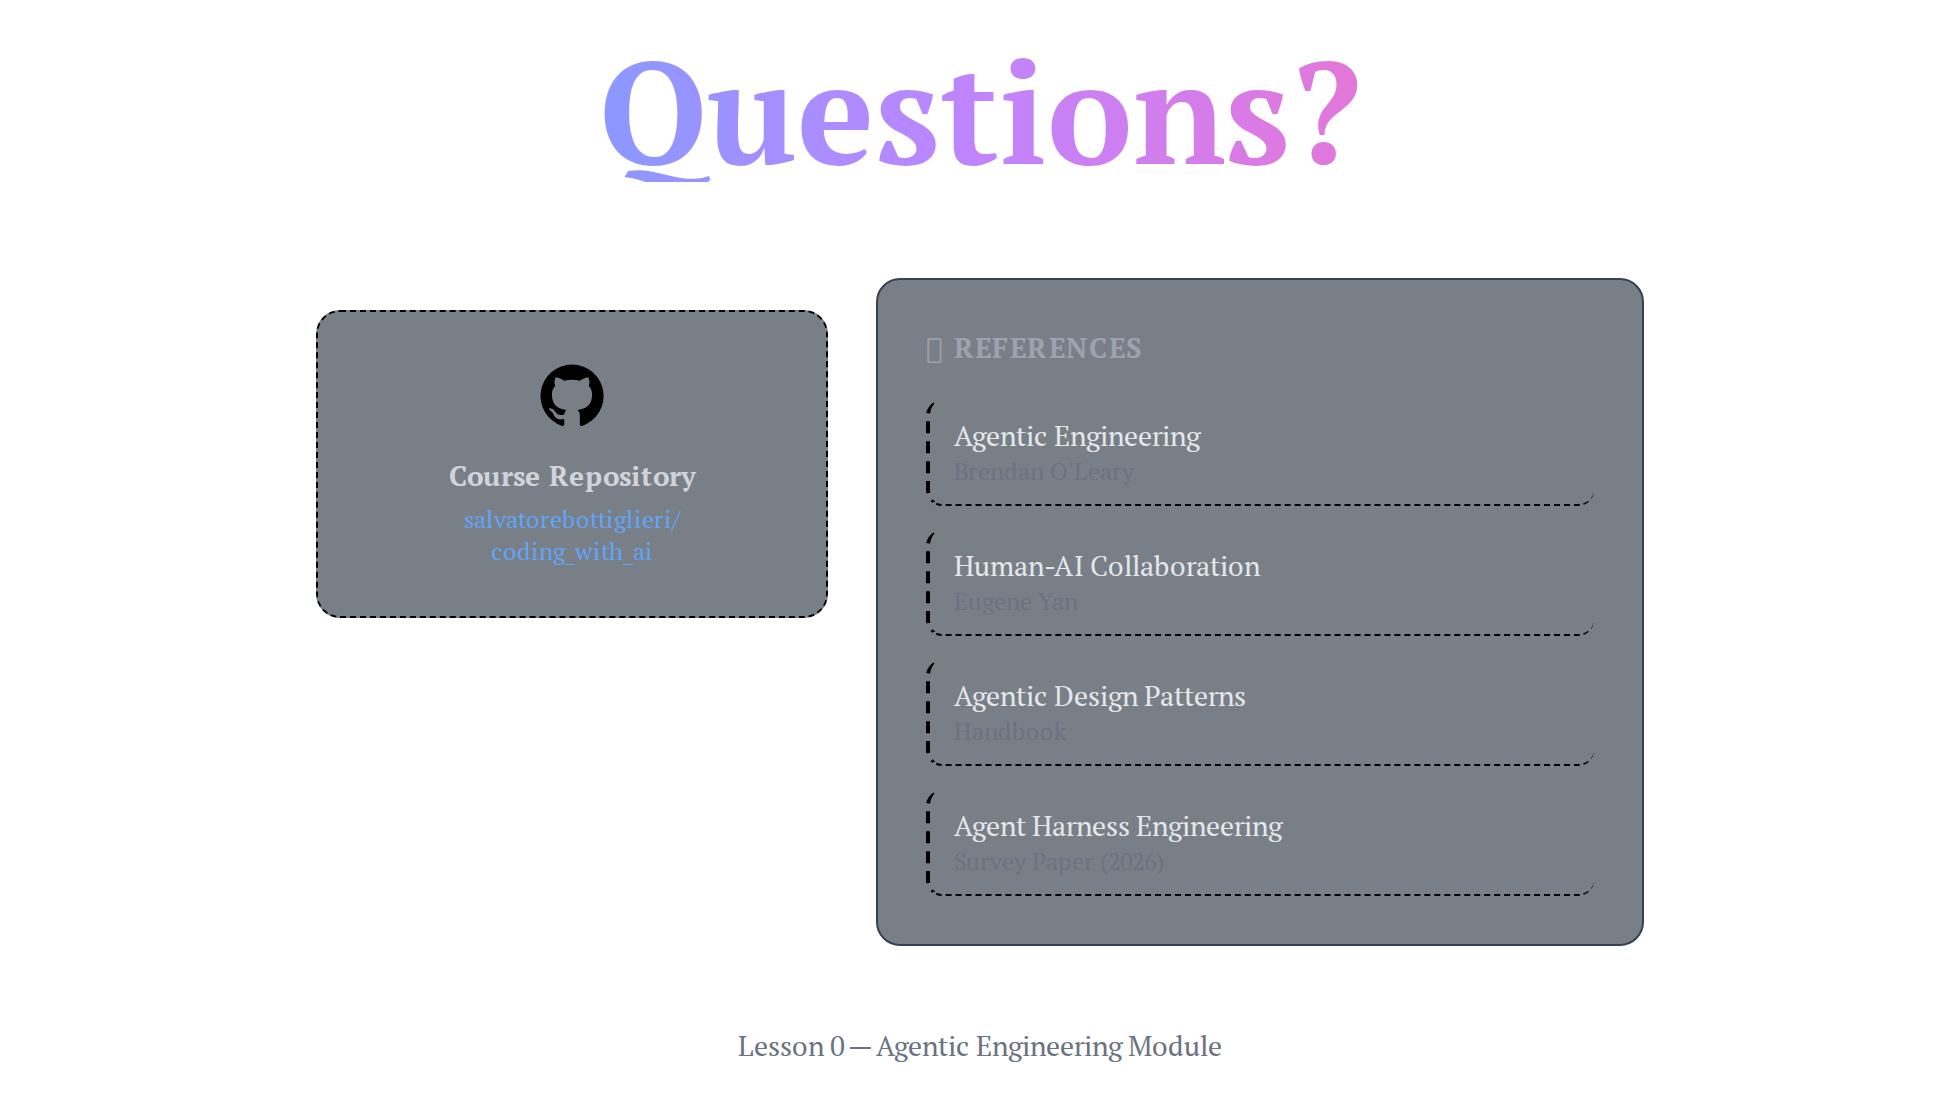 Questions?
Course Repository
salvatorebottiglieri/
coding_with_ai
REFERENCES
Agentic Engineering
Brendan O'Leary
Human-AI Collaboration
Eugene Yan
Agentic Design Patterns
Handbook
Agent Harness Engineering
Survey Paper (2026)
Lesson 0 — Agentic Engineering Module